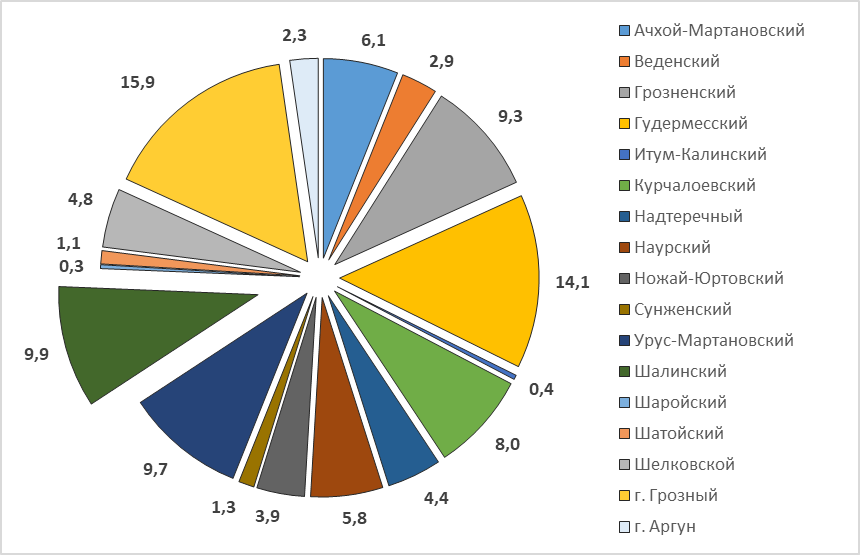 2,3
6,1
2,9
9,3
14,1
0,4
8,0
4,4
5,8
3,9
1,3
9,7
9,9
0,3
1,1
4,8
15,9
Ачхой-Мартановский
Веденский
Грозненский
Гудермесский
Итум-Калинский
Курчалоевский
Надтеречный
Наурский
Ножай-Юртовский
Сунженский
Урус-Мартановский
Шалинский
Шаройский
Шатойский
Шелковской
г. Грозный
г. Аргун